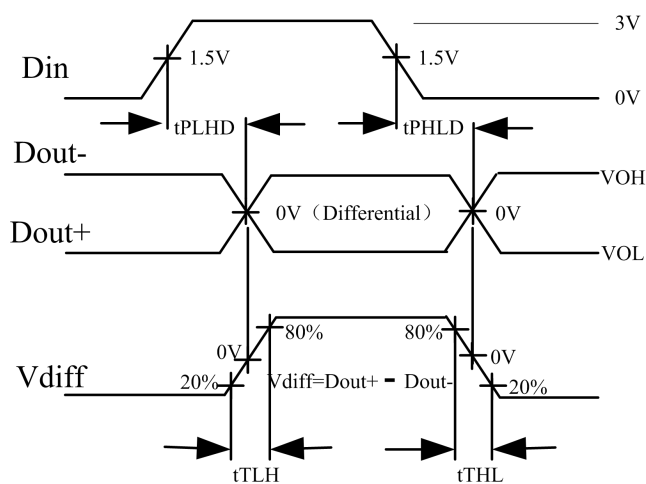 3V
Din
1.5V
1.5V
0V
tPLHD
tPHLD
Dout-
VOH
0V（Differential）
0V
Dout+
VOL
80%
80%
0V
0V
Vdiff
20%
Vdiff=Dout+ - Dout-
20%
tTLH
tTHL